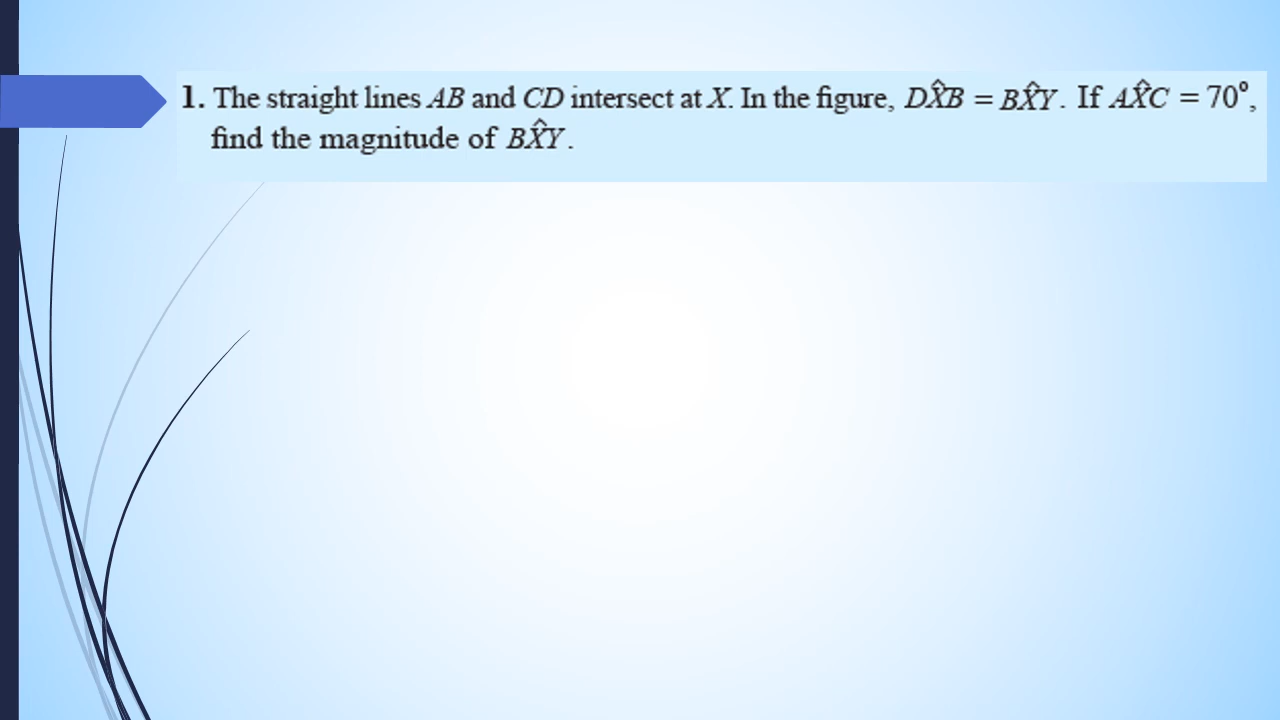 1. The straight lines AB and CD intersect at X. In the figure, DX̂B = BX̂Y. If AX̂C = 70°,
find the magnitude of BX̂Y.